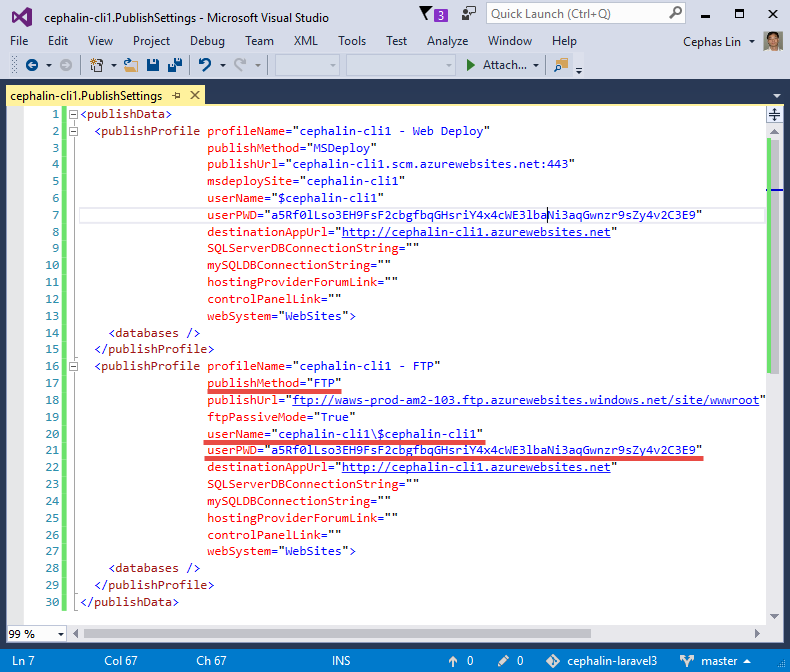 cephalin-cli1.PublishSettings - Microsoft Visual Studio
3
Quick Launch (Ctrl+Q)
File Edit View Project Debug Team XML Tools Test Analyze Window Help Cephas Lin
Attach...
cephalin-cli1.PublishSettings
1 <publishData>
2 <publishProfile profileName="cephalin-cli1 - Web Deploy"
3 publishMethod="MSDeploy"
4 publishUrl="cephalin-cli1.scm.azurewebsites.net:443"
5 msdeploySite="cephalin-cli1"
6 userName="$cephalin-cli1"
7 userPWD="a5Rf0lLso3EH9FsF2cbgfbqGHsriY4x4cWE3lbaNi3aqGwnzr9sZy4v2C3E9"
8 destinationAppUrl="http://cephalin-cli1.azurewebsites.net"
9 SQLServerDBConnectionString=""
10 mySQLDBConnectionString=""
11 hostingProviderForumLink=""
12 controlPanelLink=""
13 webSystem="WebSites">
14 <databases />
15 </publishProfile>
16 <publishProfile profileName="cephalin-cli1 - FTP"
17 publishMethod="FTP"
18 publishUrl="ftp://waws-prod-am2-103.ftp.azurewebsites.windows.net/site/wwwroot"
19 ftpPassiveMode="True"
20 userName="cephalin-cli1\$cephalin-cli1"
21 userPWD="a5Rf0lLso3EH9FsF2cbgfbqGHsriY4x4cWE3lbaNi3aqGwnzr9sZy4v2C3E9"
22 destinationAppUrl="http://cephalin-cli1.azurewebsites.net"
23 SQLServerDBConnectionString=""
24 mySQLDBConnectionString=""
25 hostingProviderForumLink=""
26 controlPanelLink=""
27 webSystem="WebSites">
28 <databases />
29 </publishProfile>
30 </publishData>
99 %
Ln 7 Col 67 Ch 67 INS 0 0 cephalin-laravel3 master